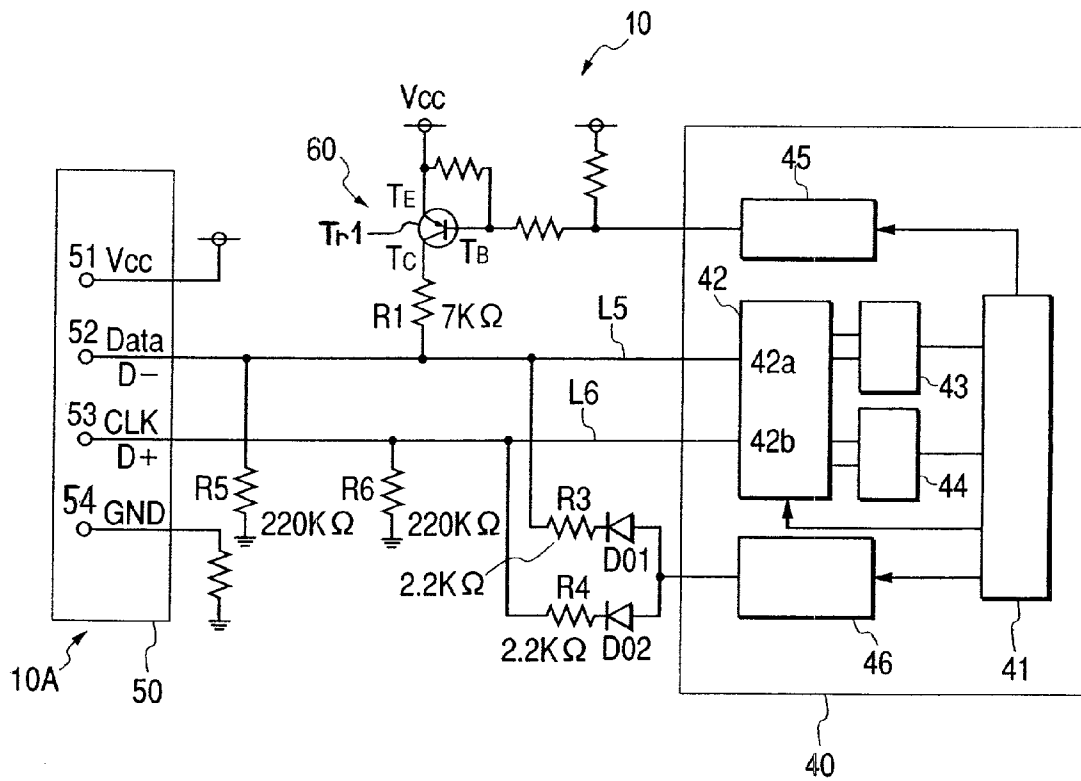 10
Vcc
60
45
TE
Tr1
TB
TC
51 Vcc
42
R1 7KΩ
L5
52 Data
D−
42a
43
L6
53 CLK
D+
42b
44
R5
220KΩ
R6
220KΩ
R3
D01
54 GND
2.2KΩ
R4
D02
2.2KΩ
46
41
10A
50
40